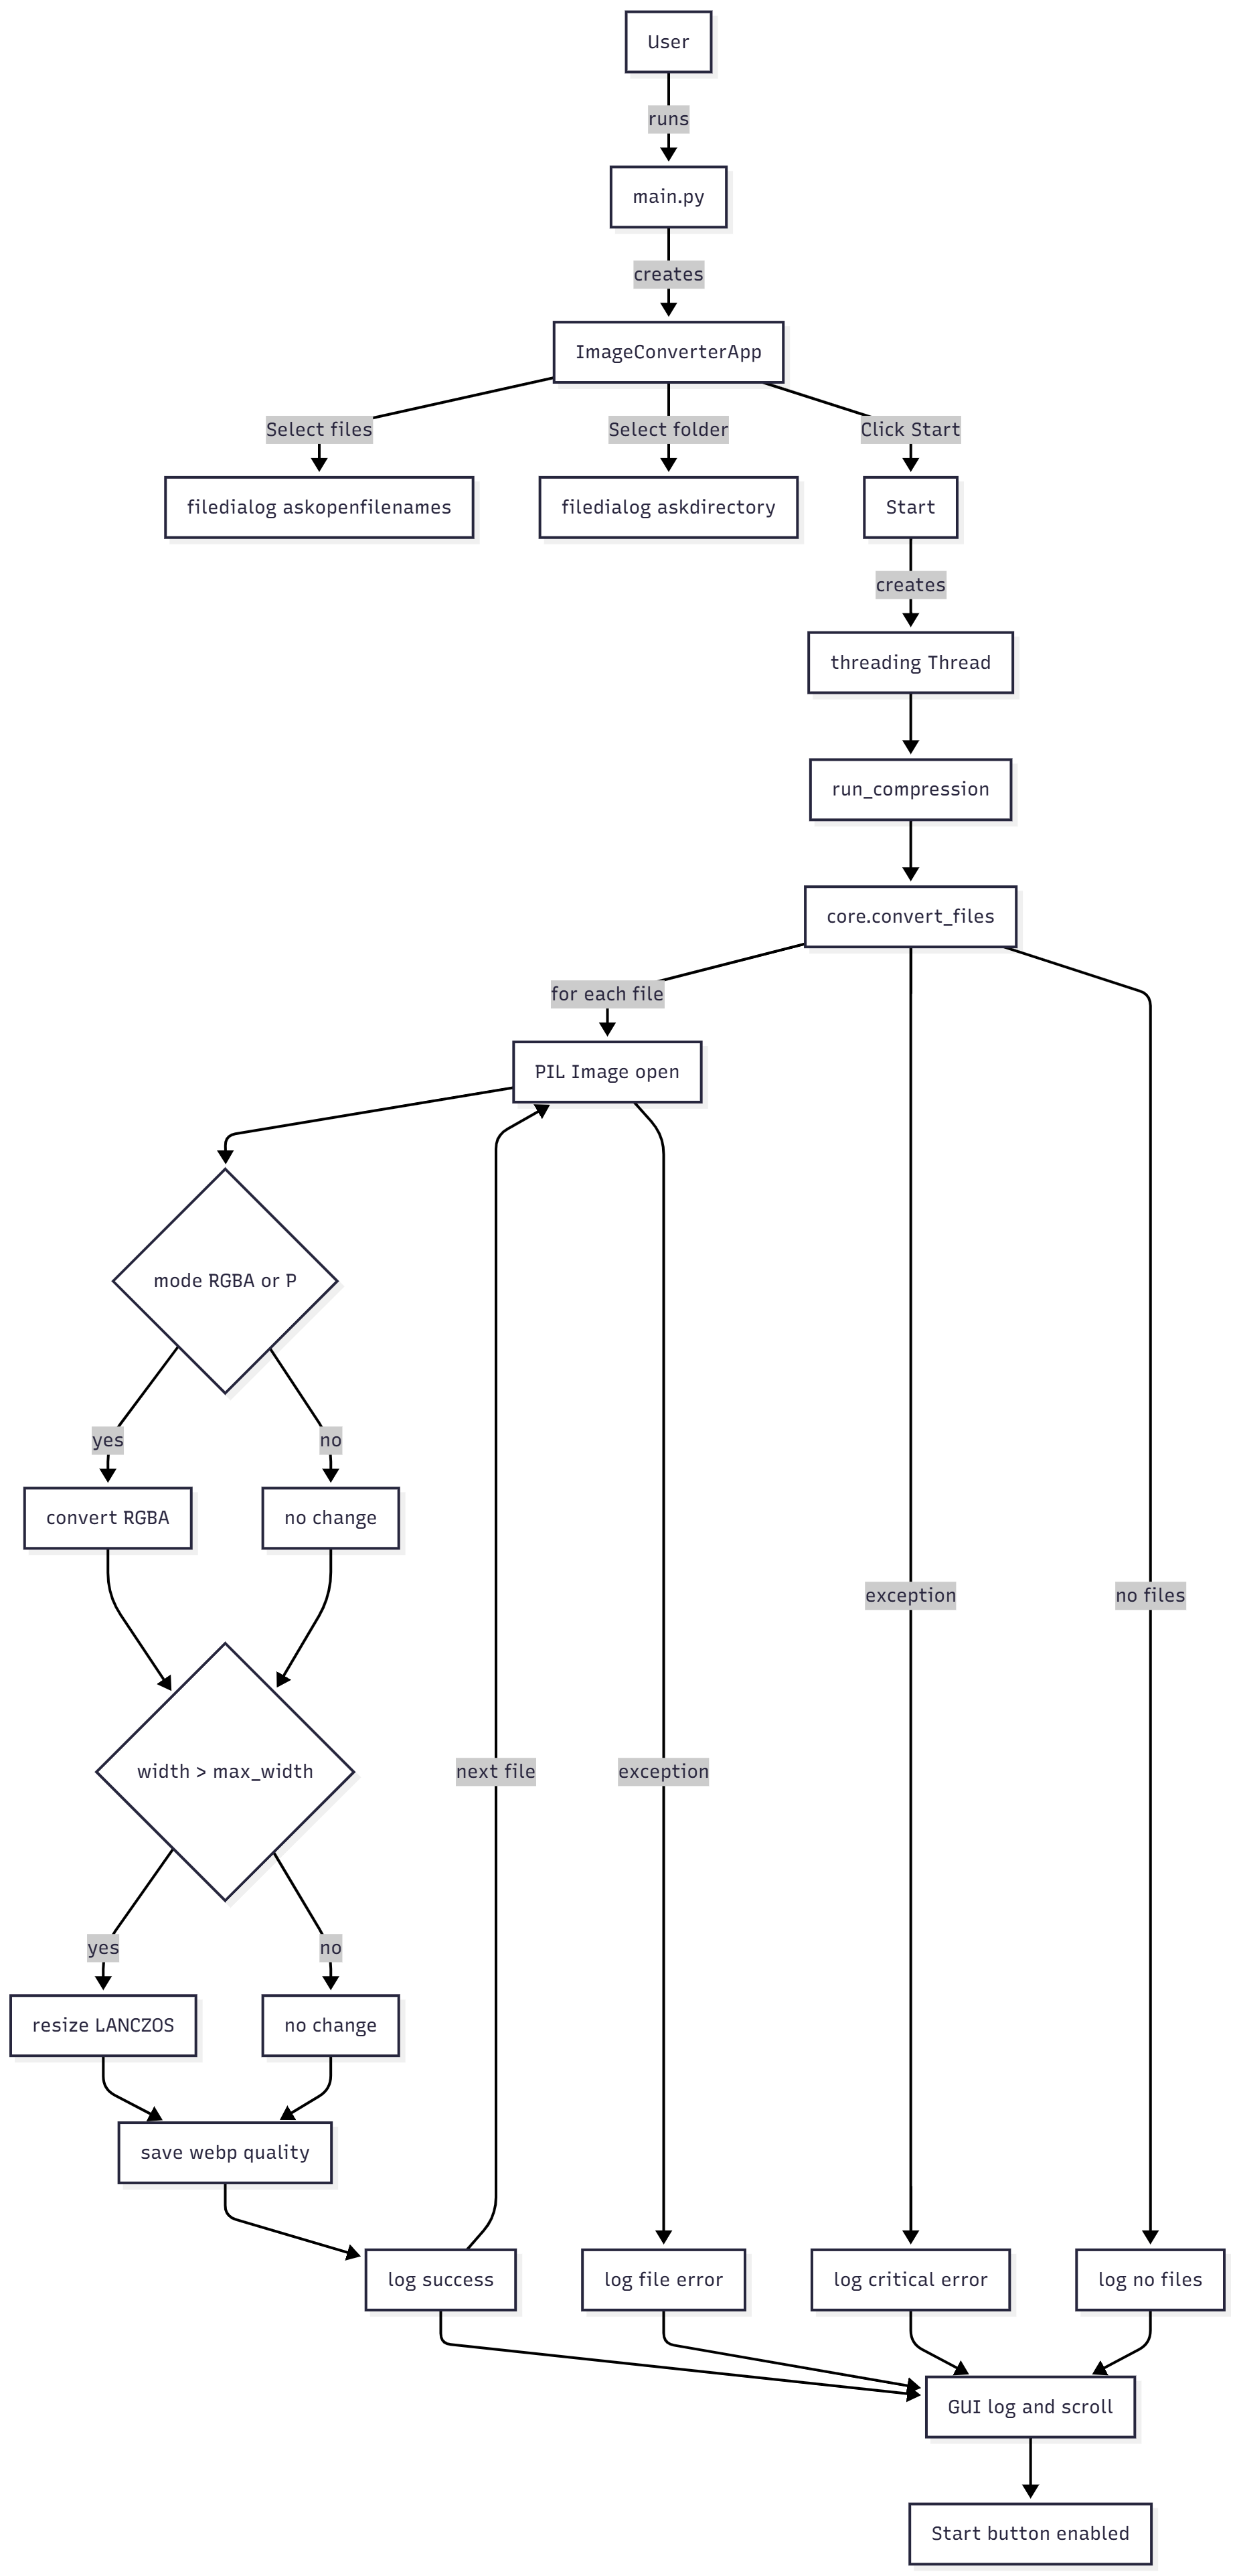 User
runs
main.py
creates
ImageConverterApp
Select files
Select folder
Click Start
filedialog askopenfilenames
filedialog askdirectory
Start
creates
threading Thread
run_compression
core.convert_files
for each file
PIL Image open
mode RGBA or P
yes
no
convert RGBA
no change
exception
no files
width > max_width
next file
exception
yes
no
resize LANCZOS
no change
save webp quality
log success
log file error
log critical error
log no files
GUI log and scroll
Start button enabled